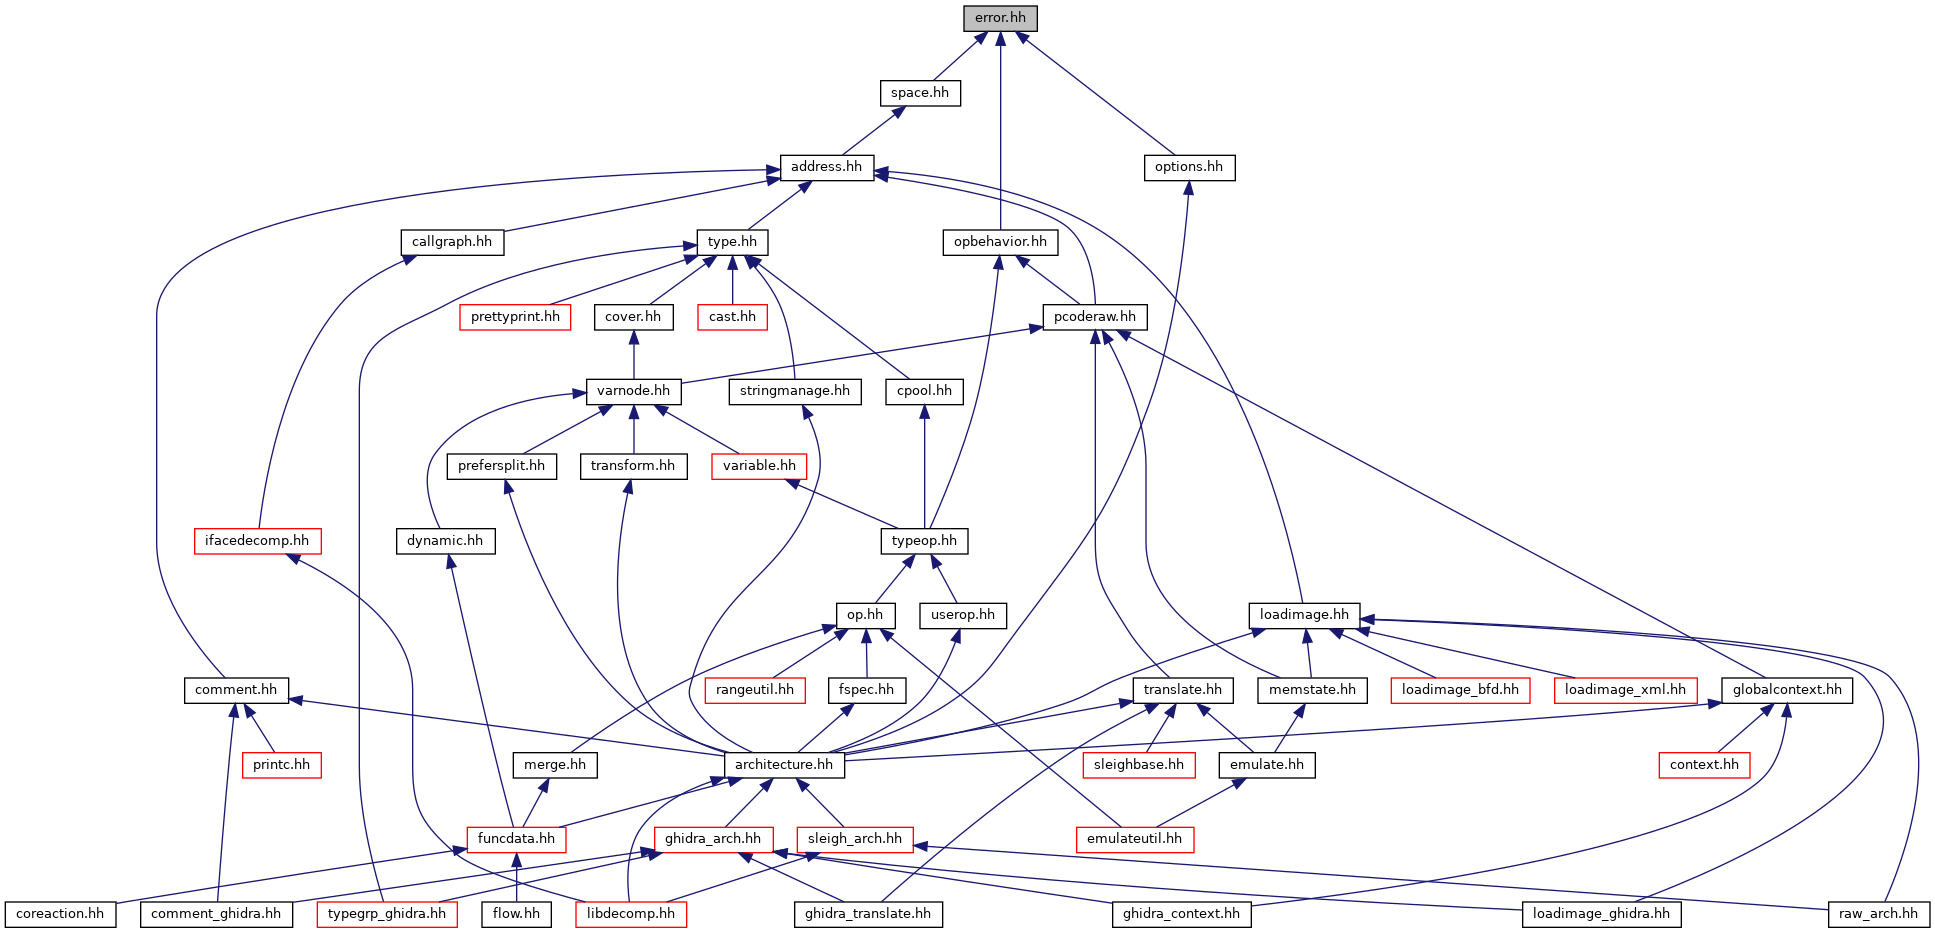 error.hh
space.hh
address.hh
options.hh
callgraph.hh
type.hh
opbehavior.hh
prettyprint.hh
cover.hh
cast.hh
pcoderaw.hh
varnode.hh
stringmanage.hh
cpool.hh
prefersplit.hh
transform.hh
variable.hh
ifacedecomp.hh
dynamic.hh
typeop.hh
op.hh
userop.hh
loadimage.hh
comment.hh
rangeutil.hh
fspec.hh
translate.hh
memstate.hh
loadimage_bfd.hh
loadimage_xml.hh
globalcontext.hh
printc.hh
merge.hh
architecture.hh
sleighbase.hh
emulate.hh
context.hh
funcdata.hh
ghidra_arch.hh
sleigh_arch.hh
emulateutil.hh
coreaction.hh
comment_ghidra.hh
typegrp_ghidra.hh
flow.hh
libdecomp.hh
ghidra_translate.hh
ghidra_context.hh
loadimage_ghidra.hh
raw_arch.hh